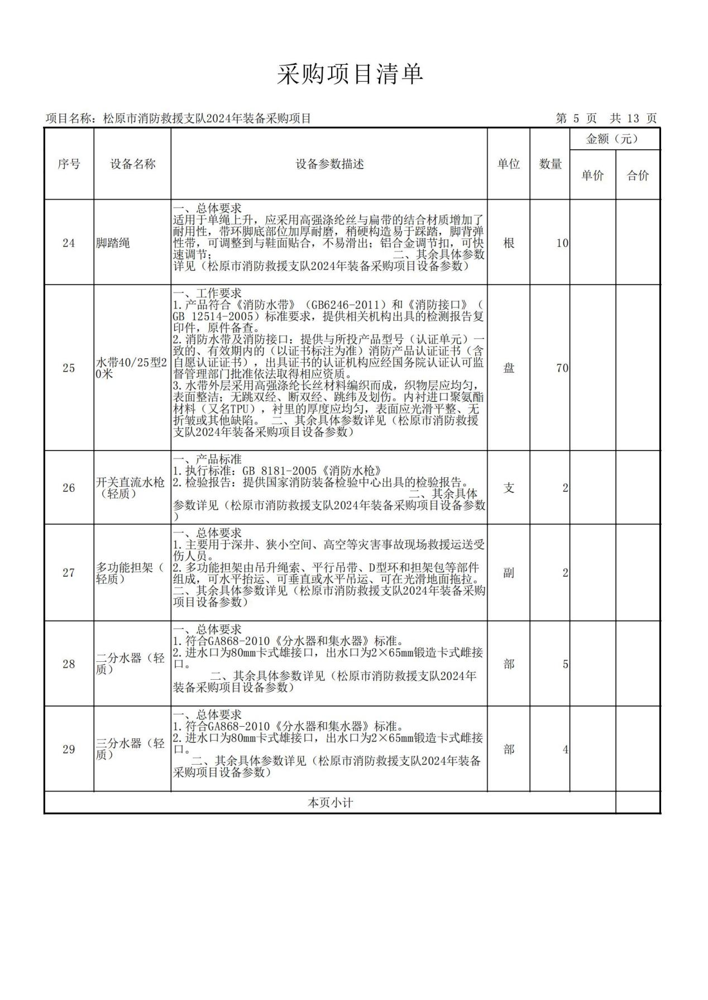 采购项目清单
项目名称：松原市消防救援支队2024年装备采购项目
第 5 页 共 13 页
序号
设备名称
设备参数描述
单位
数量
金额（元）
单价
合价
24
脚踏绳
一、总体要求
适用于单绳上升，应采用高强涤纶丝与扁带的结合材质增加了
耐用性，带环脚底部位加厚耐磨，稍硬构造易于踩踏，脚背弹
性带，可调整到与鞋面贴合，不易滑出；铝合金调节扣，可快
速调节； 二、其余具体参数
详见（松原市消防救援支队2024年装备采购项目设备参数）
根
10
25
水带40/25型2
0米
一、工作要求
1.产品符合《消防水带》（GB6246-2011）和《消防接口》（
GB 12514-2005）标准要求，提供相关机构出具的检测报告复
印件，原件备查。
2.消防水带及消防接口：提供与所投产品型号（认证单元）一
致的、有效期内的（以证书标注为准）消防产品认证证书（含
自愿认证证书），出具证书的认证机构应经国务院认证认可监
督管理部门批准依法取得相应资质。
3.水带外层采用高强涤纶长丝材料编织而成，织物层应均匀，
表面整洁；无跳双经、断双经、跳纬及划伤。内衬进口聚氨酯
材料（又名TPU），衬里的厚度应均匀，表面应光滑平整、无
折皱或其他缺陷。 二、其余具体参数详见（松原市消防救援
支队2024年装备采购项目设备参数）
盘
70
26
开关直流水枪
（轻质）
一、产品标准
1.执行标准：GB 8181-2005《消防水枪》
2.检验报告：提供国家消防装备检验中心出具的检验报告。
二、其余具体
参数详见（松原市消防救援支队2024年装备采购项目设备参数
）
支
2
27
多功能担架（
轻质）
一、总体要求
1.主要用于深井、狭小空间、高空等灾害事故现场救援运送受
伤人员。
2.多功能担架由吊升绳索、平行吊带、D型环和担架包等部件
组成，可水平抬运、可垂直或水平吊运、可在光滑地面拖拉。
二、其余具体参数详见（松原市消防救援支队2024年装备采购
项目设备参数）
副
2
28
二分水器（轻
质）
一、总体要求
1.符合GA868-2010《分水器和集水器》标准。
2.进水口为80mm卡式雄接口，出水口为2×65mm锻造卡式雌接
口。
二、其余具体参数详见（松原市消防救援支队2024年
装备采购项目设备参数）
部
5
29
三分水器（轻
质）
一、总体要求
1.符合GA868-2010《分水器和集水器》标准。
2.进水口为80mm卡式雄接口，出水口为2×65mm锻造卡式雌接
口。
二、其余具体参数详见（松原市消防救援支队2024年装备
采购项目设备参数）
部
4
本页小计